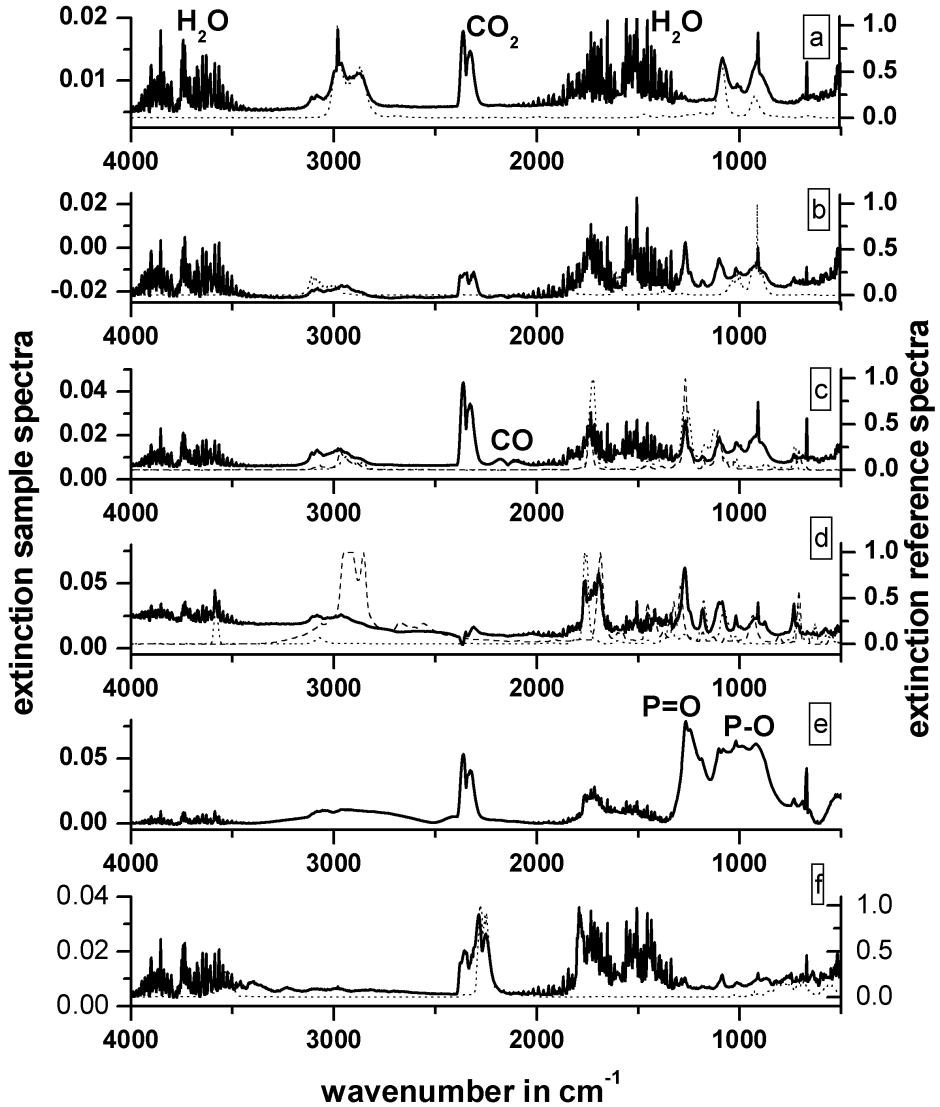 H₂O CO₂ H₂O a
0.02 1.0
0.5
0.01
0.0
4000 3000 2000 1000
b
0.02 1.0
0.00 0.5
-0.02 0.0
4000 3000 2000 1000
c
1.0
0.04
0.5
0.02 CO
0.00 0.0
4000 3000 2000 1000
d
1.0
0.05 0.5
0.00 0.0
4000 3000 2000 1000
P=O P-O e
0.05
0.00
4000 3000 2000 1000
f
0.04 1.0
0.02 0.5
0.00 0.0
4000 3000 2000 1000
extinction sample spectra
extinction reference spectra
wavenumber in cm⁻¹